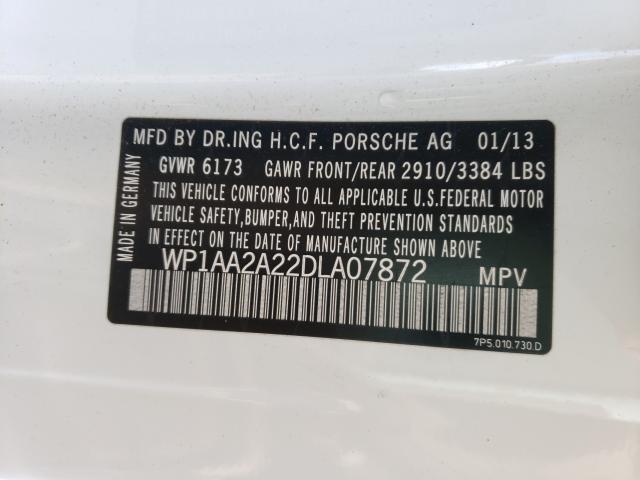 MFD BY DR.ING H.C.F. PORSCHE AG 01/13
GVWR 6173 GAWR FRONT/REAR 2910/3384 LBS
THIS VEHICLE CONFORMS TO ALL APPLICABLE U.S.FEDERAL MOTOR
VEHICLE SAFETY,BUMPER,AND THEFT PREVENTION STANDARDS
IN EFFECT ON THE DATE OF MANUFACTURE SHOWN ABOVE.
WP1AA2A22DLA07872 MPV
7P5.010.730.D
MADE IN GERMANY